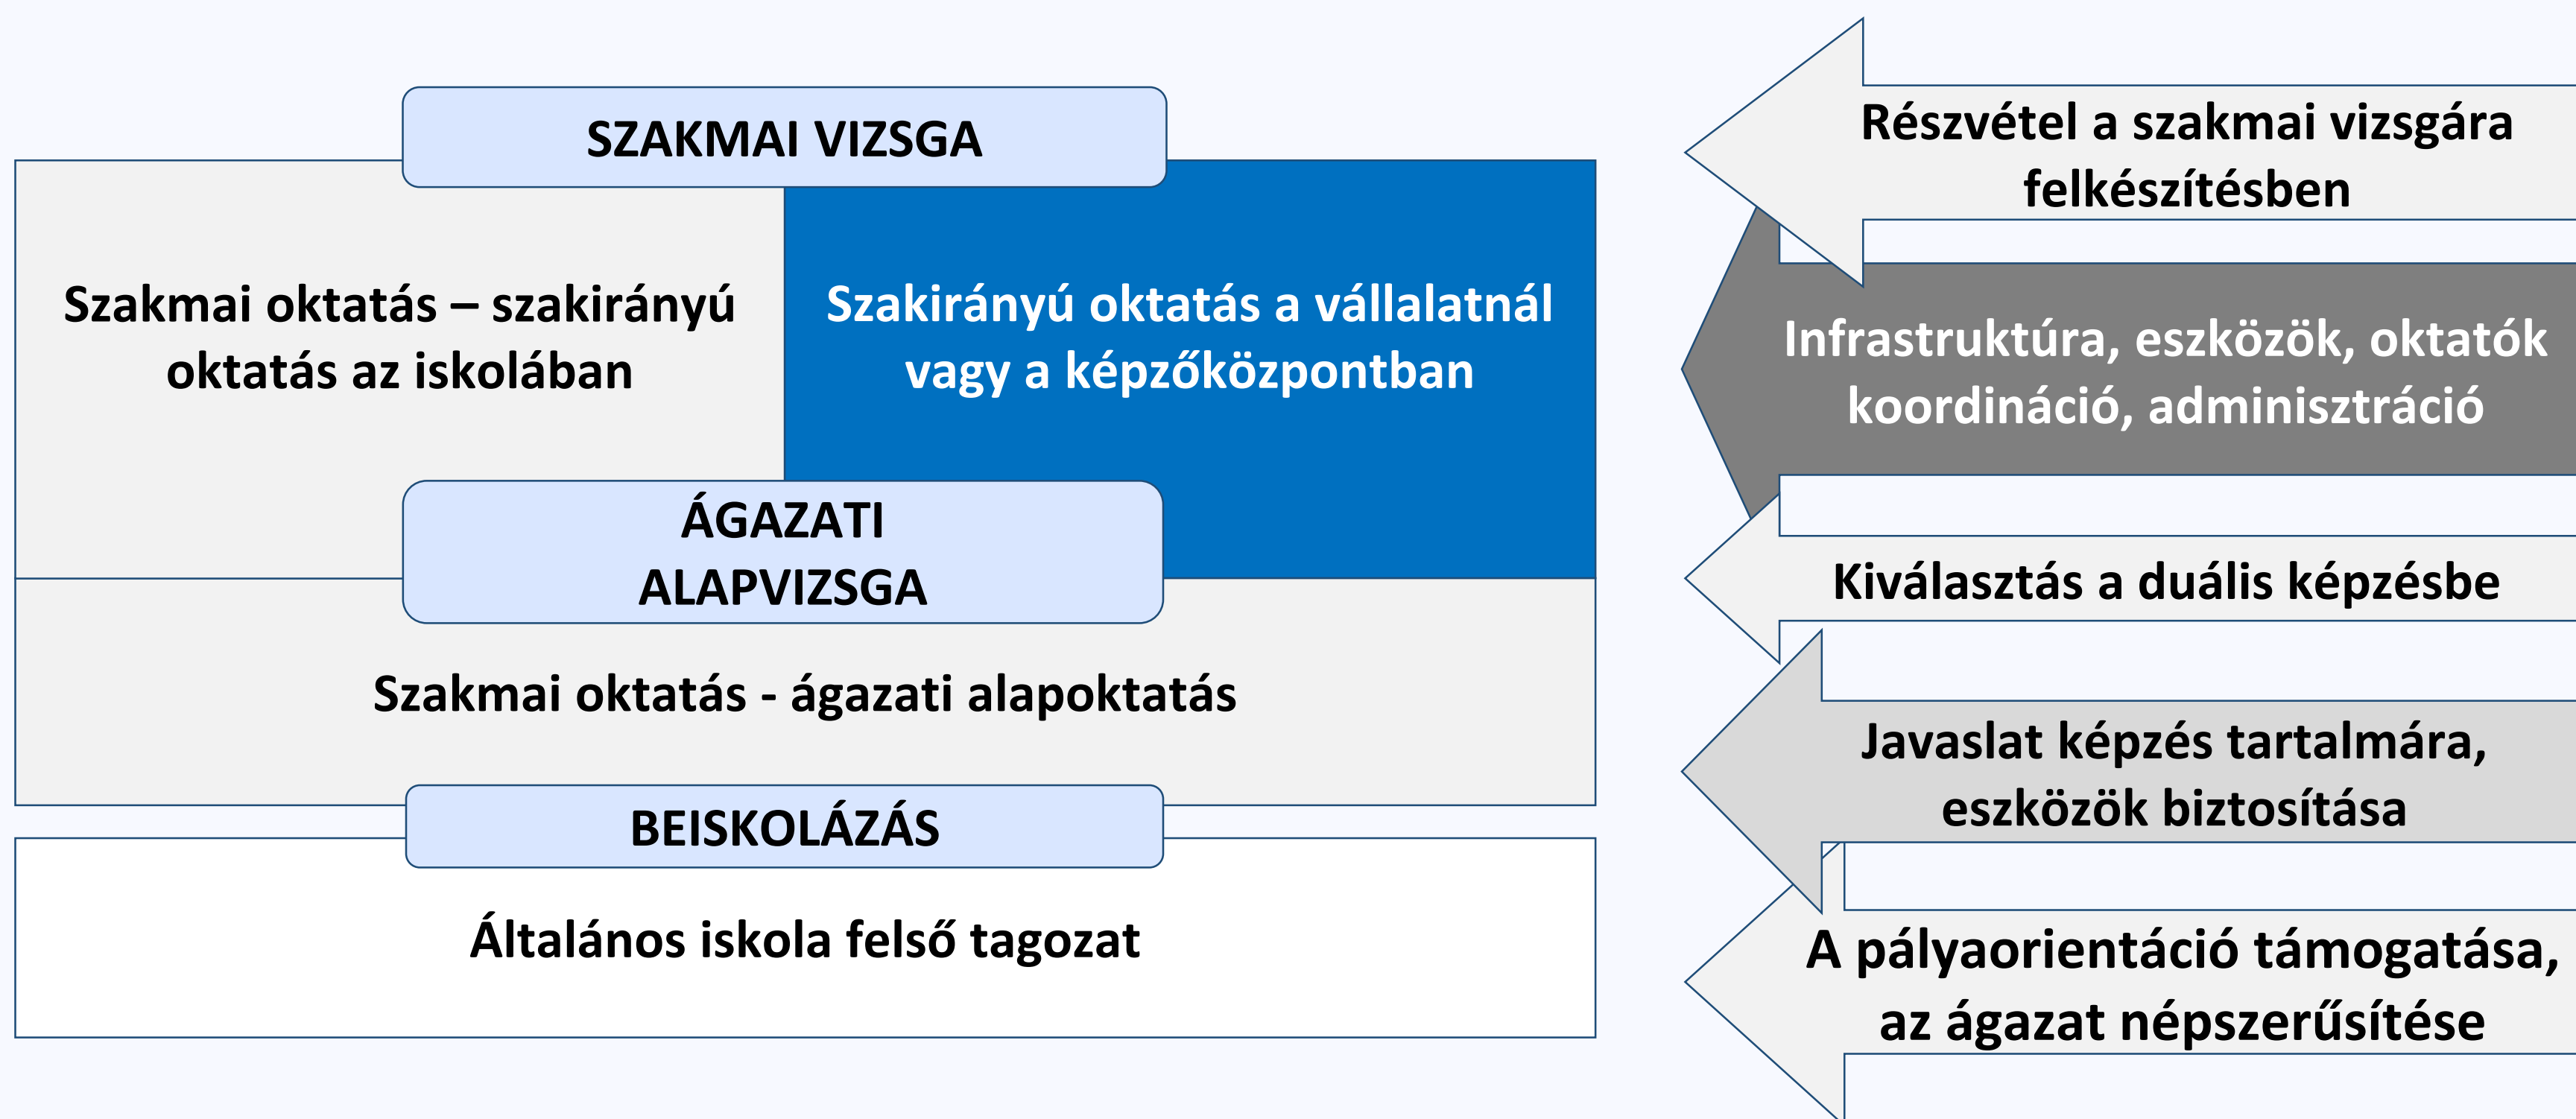 SZAKMAI VIZSGA
Szakmai oktatás – szakirányú
oktatás az iskolában
Szakirányú oktatás a vállalatnál
vagy a képzőközpontban
ÁGAZATI
ALAPVIZSGA
Szakmai oktatás - ágazati alapoktatás
BEISKOLÁZÁS
Általános iskola felső tagozat
Részvétel a szakmai vizsgára
felkészítésben
Infrastruktúra, eszközök, oktatók
koordináció, adminisztráció
Kiválasztás a duális képzésbe
Javaslat képzés tartalmára,
eszközök biztosítása
A pályaorientáció támogatása,
az ágazat népszerűsítése